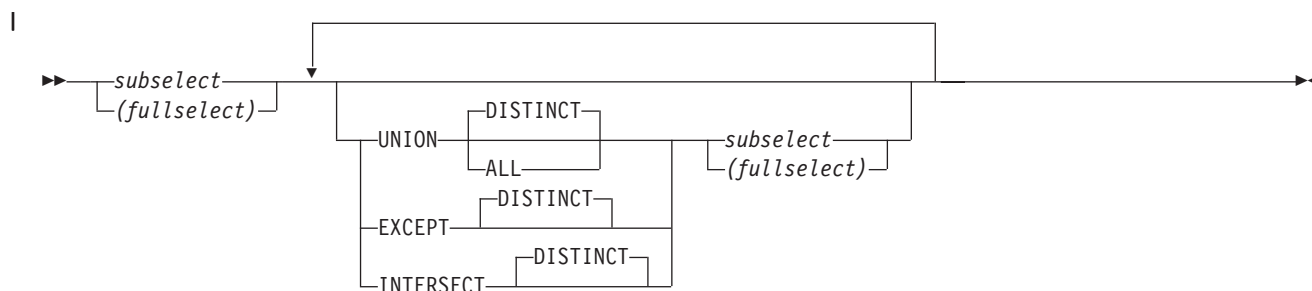 |
subselect
(fullselect)
UNION DISTINCT subselect
ALL (fullselect)
EXCEPT DISTINCT
INTERSECT DISTINCT